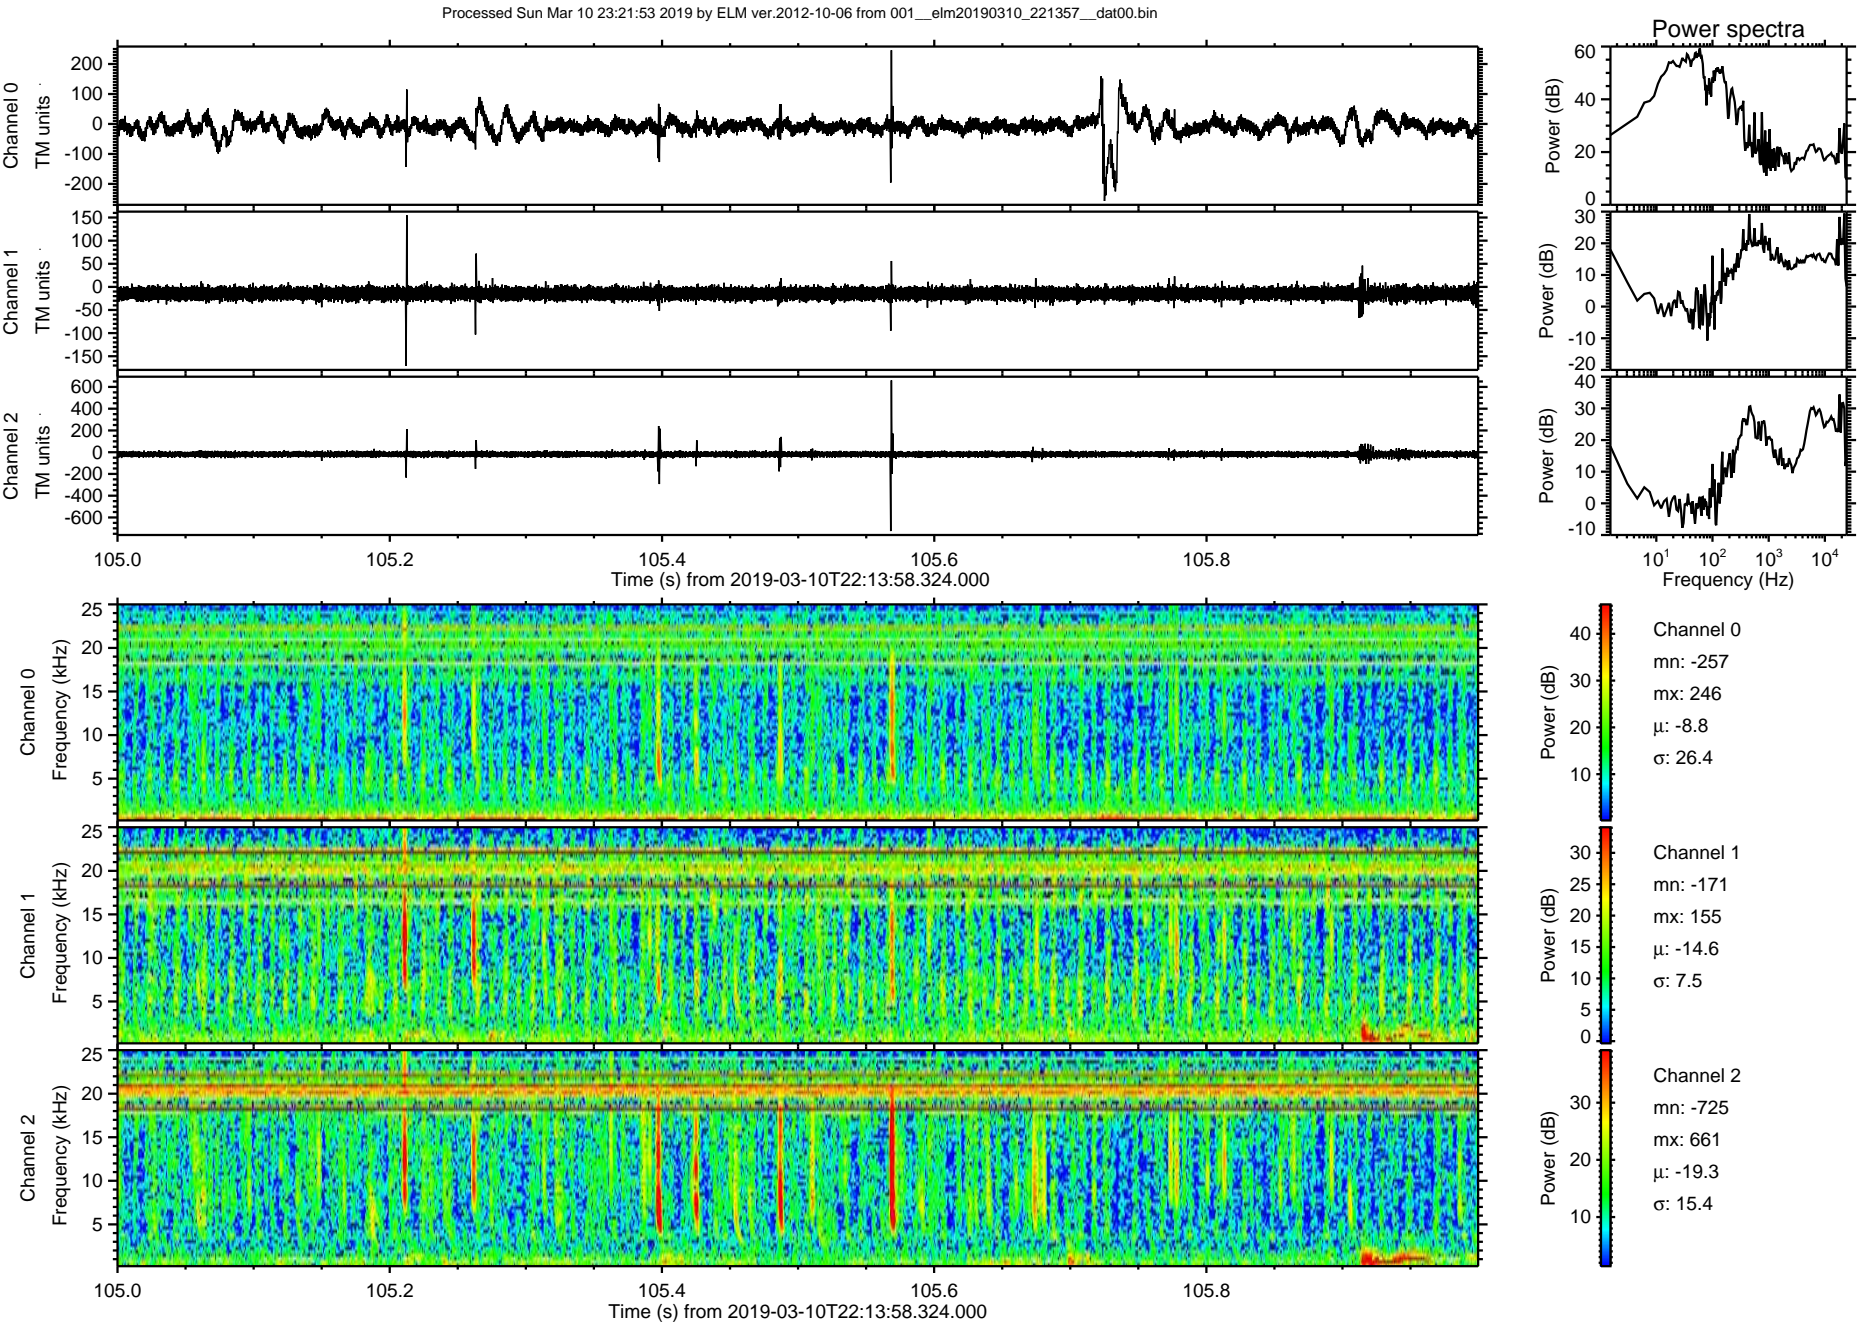 Processed Sun Mar 10 23:21:53 2019 by ELM ver.2012-10-06 from 001__elm20190310_221357__dat00.bin
Power spectra
Channel 0
TM units
200
100
0
-100
-200
Power (dB)
60
40
20
0
Channel 1
TM units
150
100
50
0
-50
-100
-150
Power (dB)
30
20
10
0
-10
-20
Channel 2
TM units
600
400
200
0
-200
-400
-600
Power (dB)
40
30
20
10
0
-10
105.0 105.2 105.4 105.6 105.8
Time (s) from 2019-03-10T22:13:58.324.000
10¹ 10² 10³ 10⁴
Frequency (Hz)
Channel 0
Frequency (kHz)
25
20
15
10
5
Power (dB)
40
30
20
10
Channel 0
mn: -257
mx: 246
μ: -8.8
σ: 26.4
Channel 1
Frequency (kHz)
25
20
15
10
5
Power (dB)
30
25
20
15
10
5
0
Channel 1
mn: -171
mx: 155
μ: -14.6
σ: 7.5
Channel 2
Frequency (kHz)
25
20
15
10
5
Power (dB)
30
20
10
Channel 2
mn: -725
mx: 661
μ: -19.3
σ: 15.4
105.0 105.2 105.4 105.6 105.8
Time (s) from 2019-03-10T22:13:58.324.000